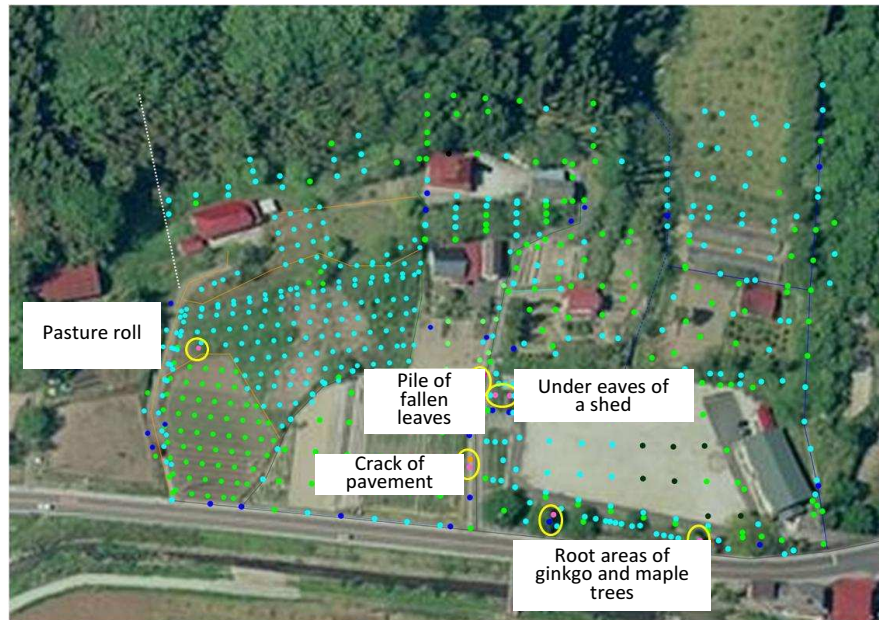 Pasture roll
Pile of
fallen
leaves
Under eaves of
a shed
Crack of
pavement
Root areas of
ginkgo and maple
trees